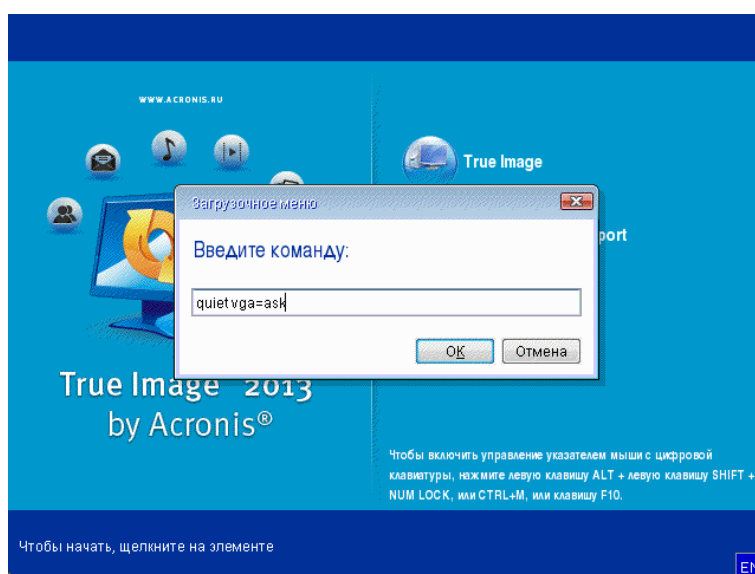 WWW.ACRONIS.RU
True Image
port
Загрузочное меню
Введите команду:
quiet vga=ask
OK
Отмена
True Image 2013
by Acronis®
Чтобы включить управление указателем мыши с цифровой
клавиатуры, нажмите левую клавишу ALT + левую клавишу SHIFT +
NUM LOCK, или CTRL+M, или клавишу F10.
Чтобы начать, щелкните на элементе
EN